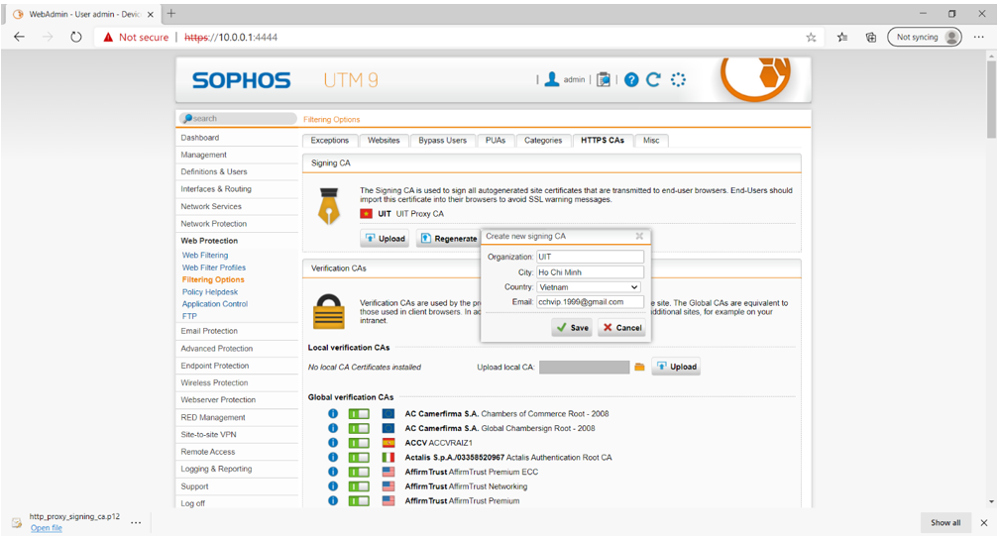 WebAdmin - User admin - Devic
Not secure | https://10.0.0.1:4444
Not syncing
SOPHOS UTM 9
admin
search
Filtering Options
Dashboard
Management
Definitions & Users
Interfaces & Routing
Network Services
Network Protection
Web Protection
Web Filtering
Web Filter Profiles
Filtering Options
Policy Helpdesk
Application Control
FTP
Email Protection
Advanced Protection
Endpoint Protection
Wireless Protection
Webserver Protection
RED Management
Site-to-site VPN
Remote Access
Logging & Reporting
Support
Log off
Exceptions Websites Bypass Users PUAs Categories HTTPS CAs Misc
Signing CA
The Signing CA is used to sign all autogenerated site certificates that are transmitted to end-user browsers. End-Users should
import this certificate into their browsers to avoid SSL warning messages.
UIT UIT Proxy CA
Upload Regenerate
Create new signing CA
Organization: UIT
City: Ho Chi Minh
Country: Vietnam
Email: cchvip.1999@gmail.com
Save Cancel
Verification CAs
Verification CAs are used by the pr e site. The Global CAs are equivalent to
those used in client browsers. In ad dditional sites, for example on your
intranet.
Local verification CAs
No local CA Certificates installed Upload local CA: Upload
Global verification CAs
AC Camerfirma S.A. Chambers of Commerce Root - 2008
AC Camerfirma S.A. Global Chambersign Root - 2008
ACCV ACCVRAIZ1
Actalis S.p.A./03358520967 Actalis Authentication Root CA
AffirmTrust AffirmTrust Premium ECC
AffirmTrust AffirmTrust Networking
AffirmTrust AffirmTrust Premium
http_proxy_signing_ca.p12
Open file
Show all